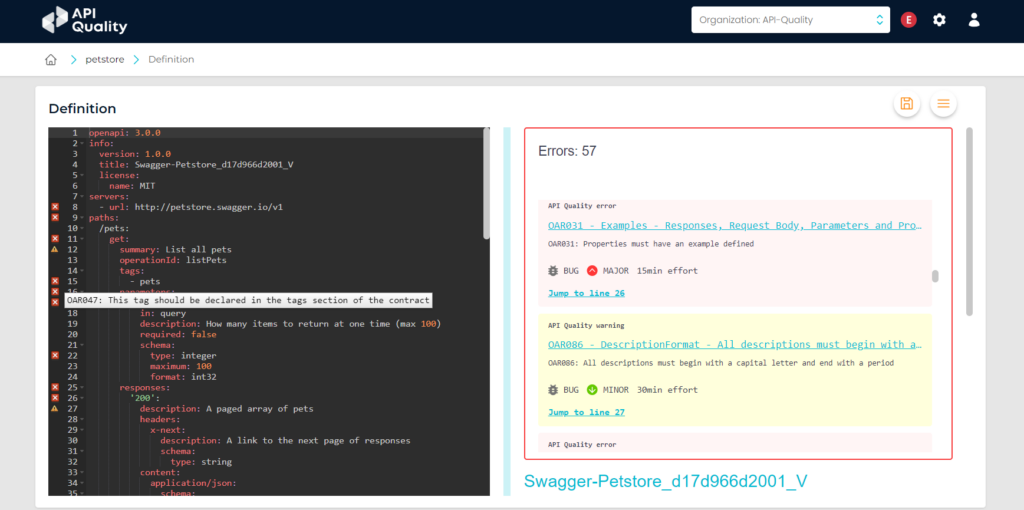 API
Quality
Organization: API-Quality
E
petstore
Definition
Definition
1 openapi: 3.0.0
2 info:
3 version: 1.0.0
4 title: Swagger-Petstore_d17d966d2001_V
5 license:
6 name: MIT
7 servers:
8 - url: http://petstore.swagger.io/v1
9 paths:
10 /pets:
11 get:
12 summary: List all pets
13 operationId: listPets
14 tags:
15 - pets
16 parameters:
OAR047: This tag should be declared in the tags section of the contract
18 in: query
19 description: How many items to return at one time (max 100)
20 required: false
21 schema:
22 type: integer
23 maximum: 100
24 format: int32
25 responses:
26 '200':
27 description: A paged array of pets
28 headers:
29 x-next:
30 description: A link to the next page of responses
31 schema:
32 type: string
33 content:
34 application/json:
35 schema:
Errors: 57
API Quality error
OAR031 - Examples - Responses, Request Body, Parameters and Pro…
OAR031: Properties must have an example defined
BUG MAJOR 15min effort
Jump to line 26
API Quality warning
OAR086 - DescriptionFormat - All descriptions must begin with a…
OAR086: All descriptions must begin with a capital letter and end with a period
BUG MINOR 30min effort
Jump to line 27
API Quality error
Swagger-Petstore_d17d966d2001_V